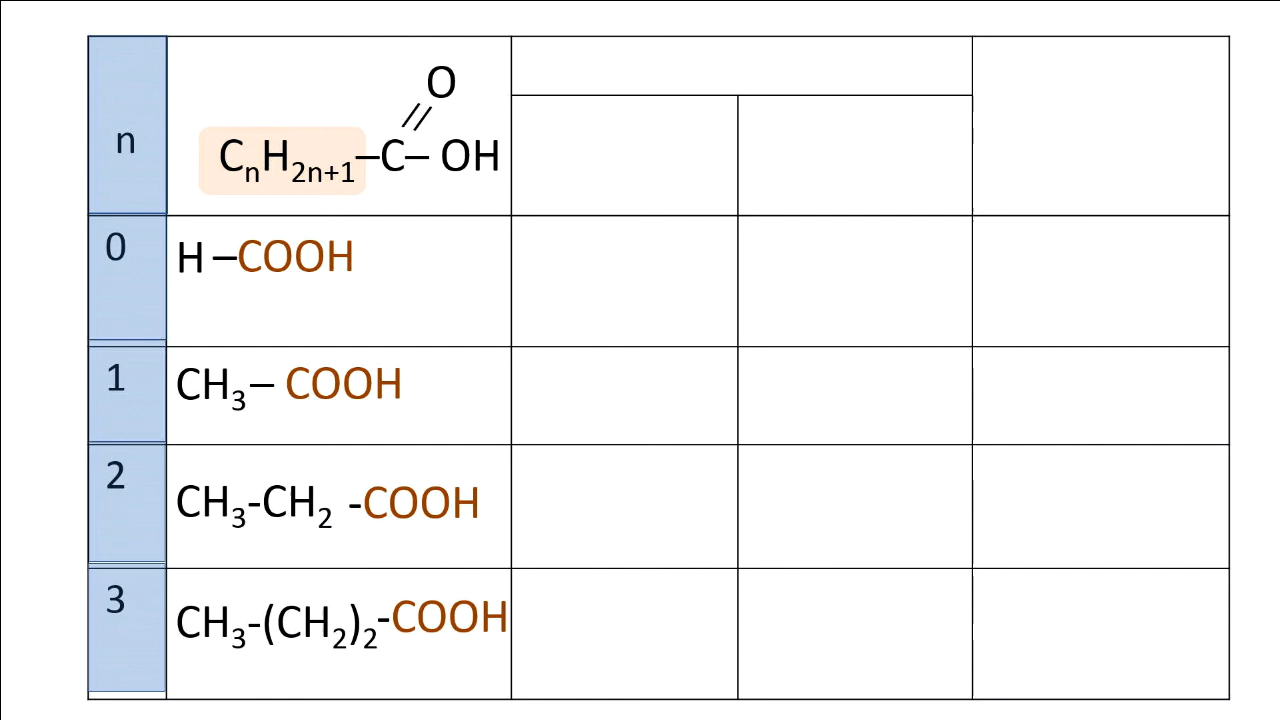 n
O
//
CₙH₂ₙ₊₁–C– OH
0
H –COOH
1
CH₃– COOH
2
CH₃-CH₂ -COOH
3
CH₃-(CH₂)₂-COOH